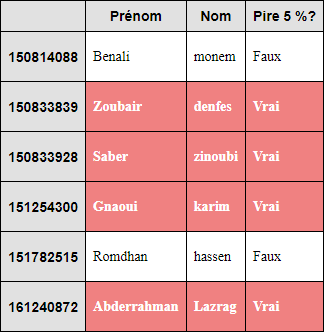 Prénom Nom Pire 5 %?
150814088 Benali monem Faux
150833839 Zoubair denfes Vrai
150833928 Saber zinoubi Vrai
151254300 Gnaoui karim Vrai
151782515 Romdhan hassen Faux
161240872 Abderrahman Lazrag Vrai